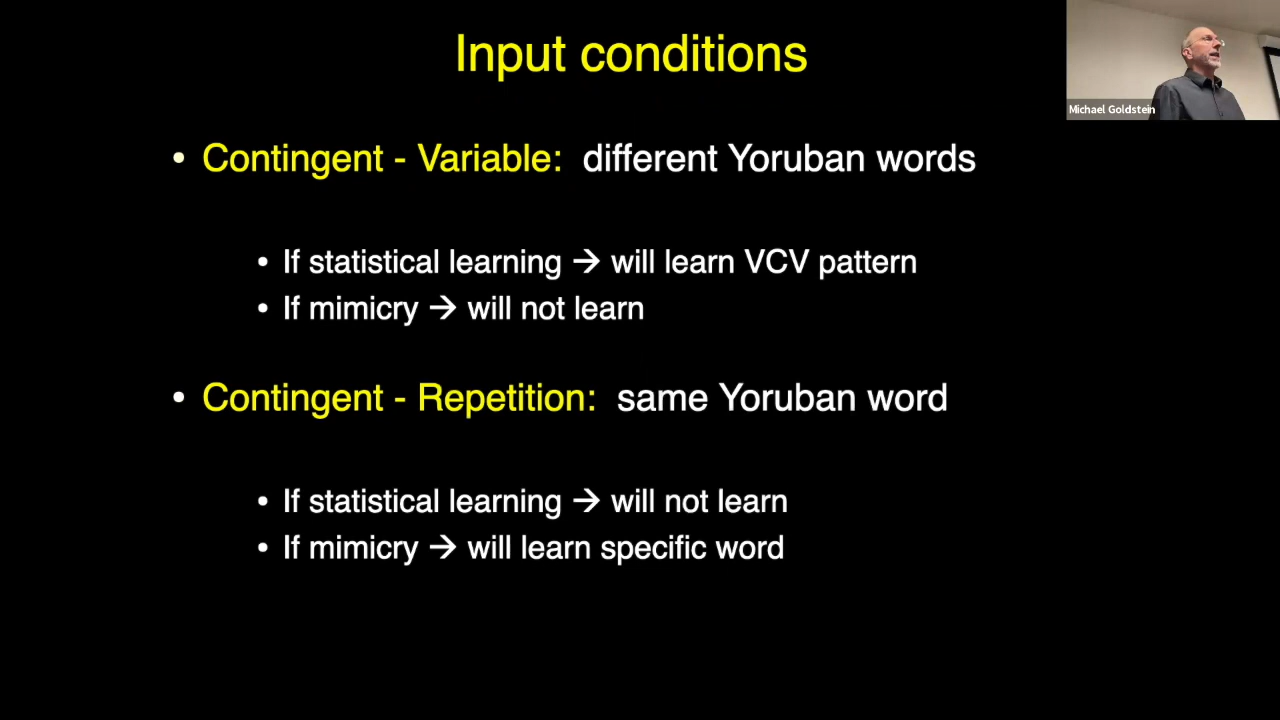 Input conditions
Michael Goldstein
• Contingent - Variable: different Yoruban words
• If statistical learning → will learn VCV pattern
• If mimicry → will not learn
• Contingent - Repetition: same Yoruban word
• If statistical learning → will not learn
• If mimicry → will learn specific word